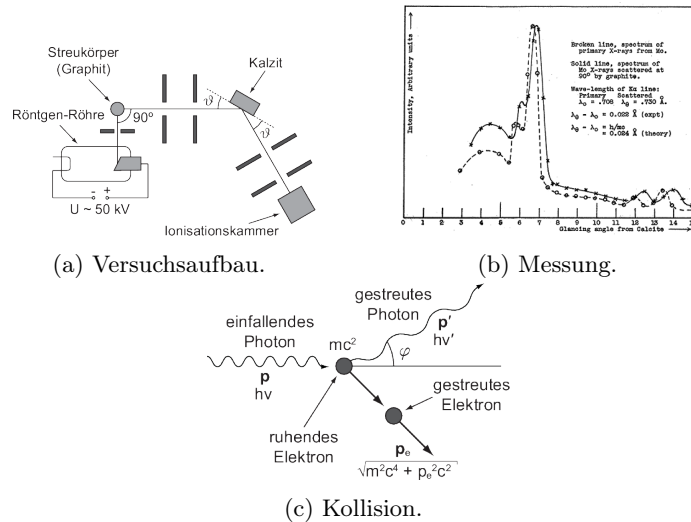 Streukörper
(Graphit)
Kalzit
ϑ
90°
ϑ
Röntgen-Röhre
- +
U ~ 50 kV
Ionisationskammer
(a) Versuchsaufbau.
Intensity, Arbitrary units
Broken line, spectrum of
primary X-rays from Mo.
Solid line, spectrum of
Mo X-rays scattered at
90° by graphite.
Wave-length of Kα line:
Primary Scattered
λ₀ = .708 λθ = .730 Å.
λθ - λ₀ = 0.022 Å (expt)
λθ - λ₀ = h/mc
= 0.024 Å (theory)
0 1 2 3 4 5 6 7 8 9 10 11 12 13 14 15
Glancing angle from Calcite
(b) Messung.
gestreutes
Photon
p′
hν′
einfallendes
Photon
mc²
φ
p
hν
gestreutes
Elektron
ruhendes
Elektron
pₑ
√m²c⁴ + pₑ²c²
(c) Kollision.